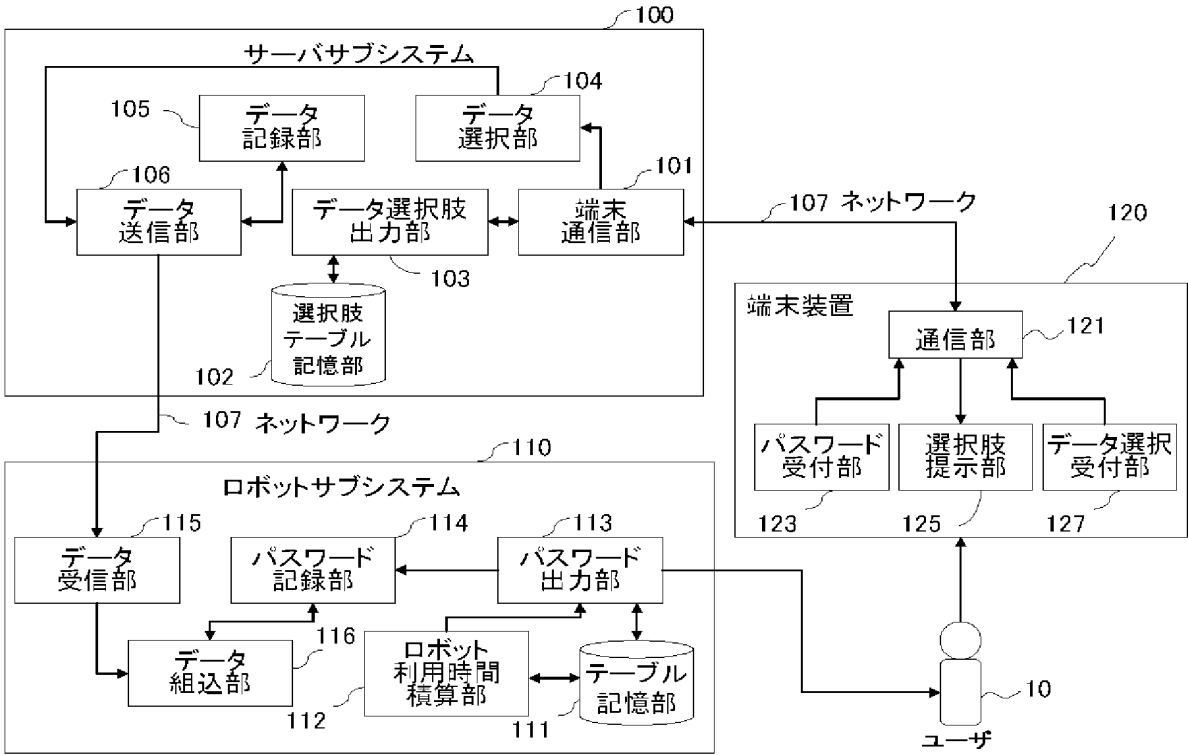 100
サーバサブシステム
104
105
データ
記録部
データ
選択部
106
101
データ
送信部
データ選択肢
出力部
端末
通信部
107 ネットワーク
103
120
選択肢
テーブル
記憶部
102
端末装置
通信部
121
107 ネットワーク
パスワード
受付部
選択肢
提示部
データ選択
受付部
123
125
127
110
ロボットサブシステム
115
114
113
データ
受信部
パスワード
記録部
パスワード
出力部
116
データ
組込部
ロボット
利用時間
積算部
テーブル
記憶部
112
111
10
ユーザ